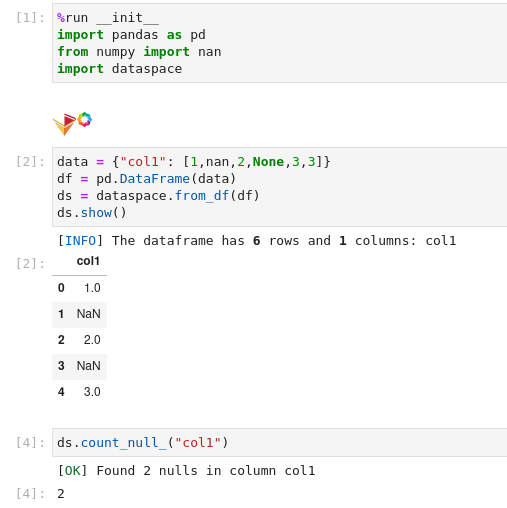 [1]: %run __init__
import pandas as pd
from numpy import nan
import dataspace
[2]: data = {"col1": [1,nan,2,None,3,3]}
df = pd.DataFrame(data)
ds = dataspace.from_df(df)
ds.show()
[INFO] The dataframe has 6 rows and 1 columns: col1
[2]: col1
0 1.0
1 NaN
2 2.0
3 NaN
4 3.0
[4]: ds.count_null_("col1")
[OK] Found 2 nulls in column col1
[4]: 2